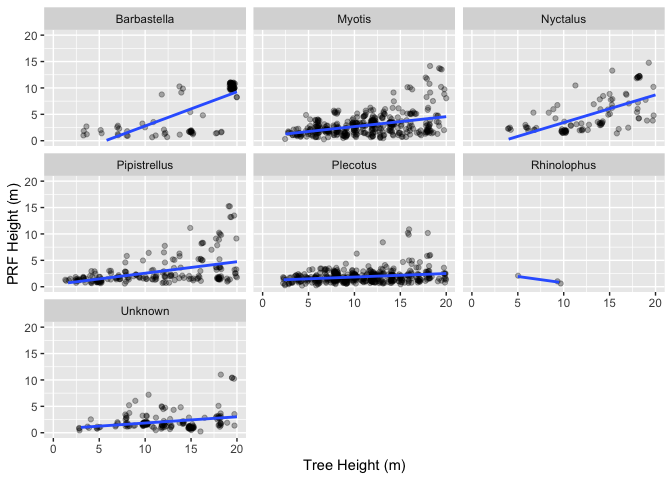 Barbastella Myotis Nyctalus
20
15
10
5
0
Pipistrellus Plecotus Rhinolophus
20
15
10
5
0
0 5 10 15 20 0 5 10 15 20
Unknown
20
15
10
5
0
0 5 10 15 20
PRF Height (m)
Tree Height (m)